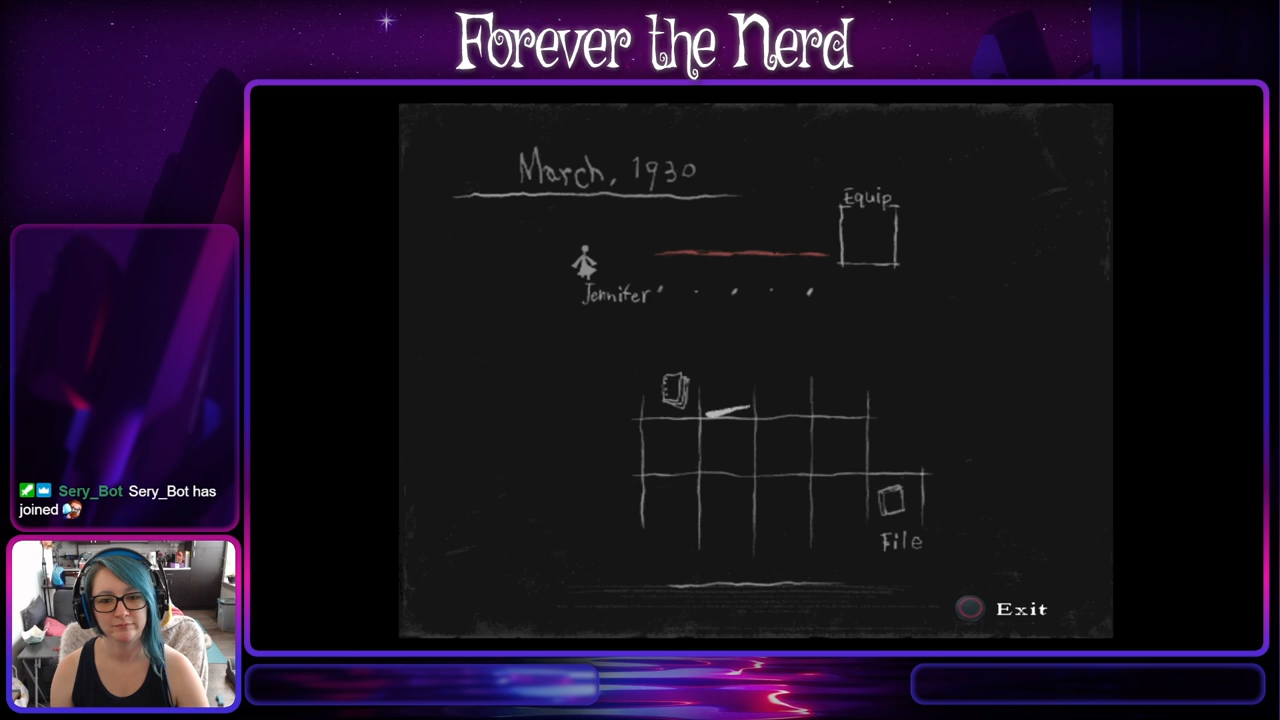 Forever the Nerd
March, 1930
Equip
Jennifer
File
Exit
Sery_Bot Sery_Bot has
joined